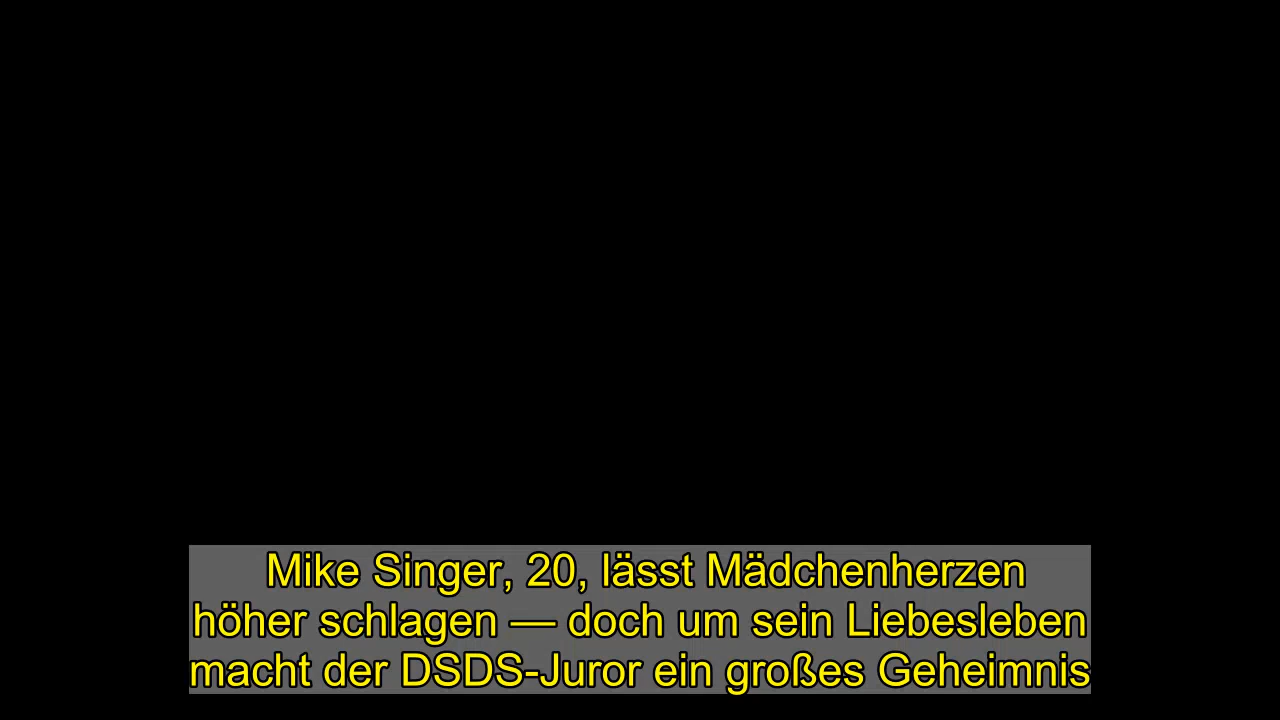 Mike Singer, 20, lässt Mädchenherzen
höher schlagen — doch um sein Liebesleben
macht der DSDS-Juror ein großes Geheimnis